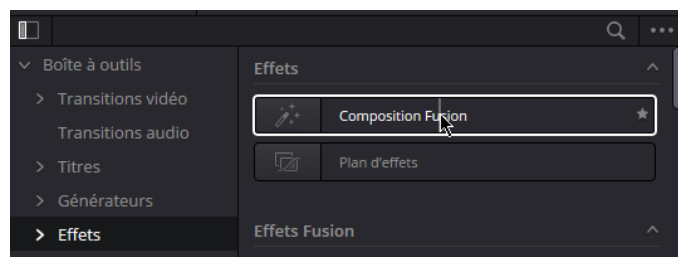 Boîte à outils
Transitions vidéo
Transitions audio
Titres
Générateurs
Effets
Effets
Composition Fusion
Plan d'effets
Effets Fusion